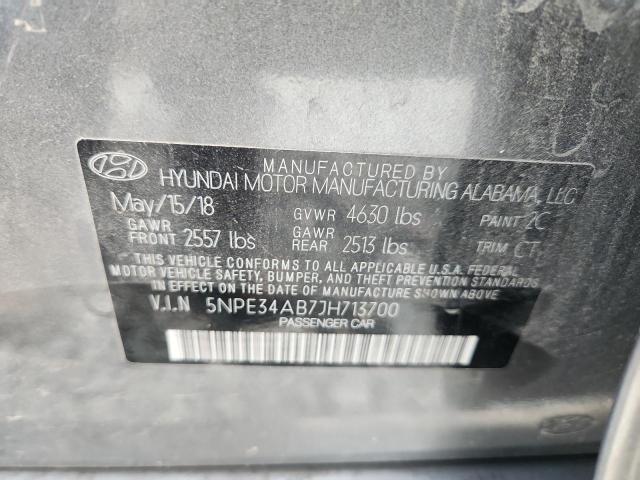 MANUFACTURED BY
HYUNDAI MOTOR MANUFACTURING ALABAMA, LLC
May/15/18 GVWR 4630 lbs PAINT 2C
GAWR FRONT 2557 lbs GAWR REAR 2513 lbs TRIM CT
THIS VEHICLE CONFORMS TO ALL APPLICABLE U.S.A. FEDERAL
MOTOR VEHICLE SAFETY, BUMPER, AND THEFT PREVENTION STANDARDS
IN EFFECT ON THE DATE OF MANUFACTURE SHOWN ABOVE.
V.I.N 5NPE34AB7JH713700
PASSENGER CAR